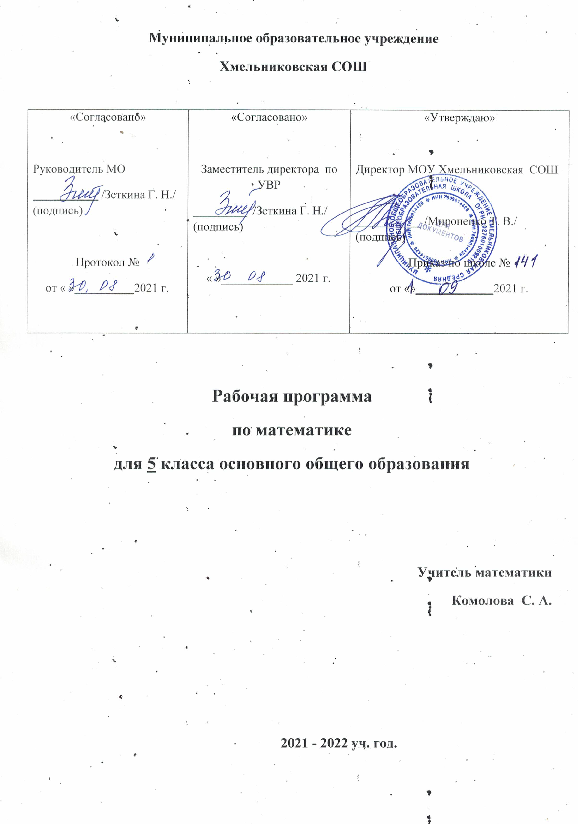 Муниципальное образовательное учреждение
Хмельниковская СОШ
«Согласовано»
Руководитель МО
/Зеткина Г. Н./
(подпись)
Протокол № 1
от « 30. 08 2021 г.
«Согласовано»
Заместитель директора по
УВР
/Зеткина Г. Н./
(подпись)
«30 08 2021 г.
«Утверждаю»
Директор МОУ Хмельниковская СОШ
/Мироненко В./
(подпись)
ДОКУМЕНТОВ
Приказ по школе № 141
от «1 09 2021 г.
Рабочая программа
по математике
для 5 класса основного общего образования
Учитель математики
Комолова С. А.
2021 - 2022 уч. год.